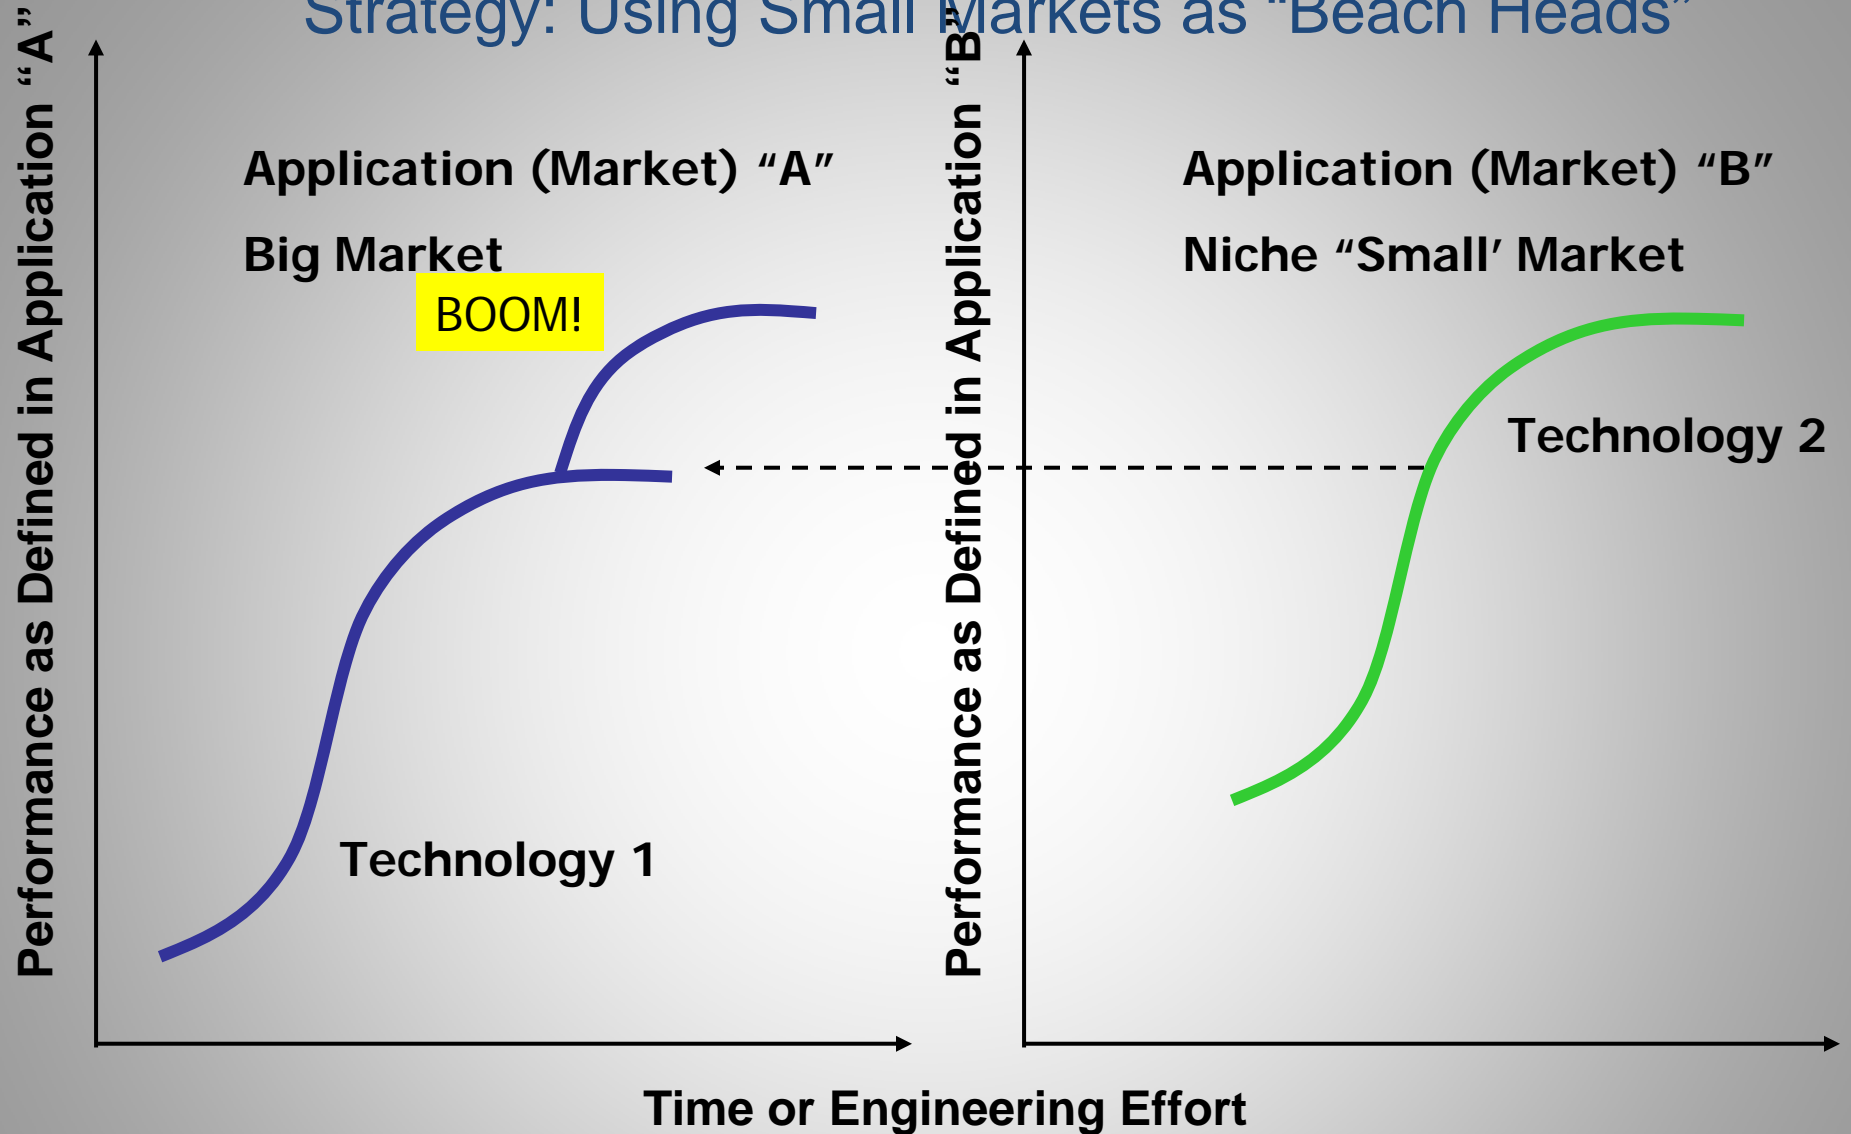 Strategy: Using Small Markets as “Beach Heads”
Performance as Defined in Application “A”
Application (Market) “A”
Big Market
BOOM!
Technology 1
Performance as Defined in Application “B”
Application (Market) “B”
Niche “Small’ Market
Technology 2
Time or Engineering Effort